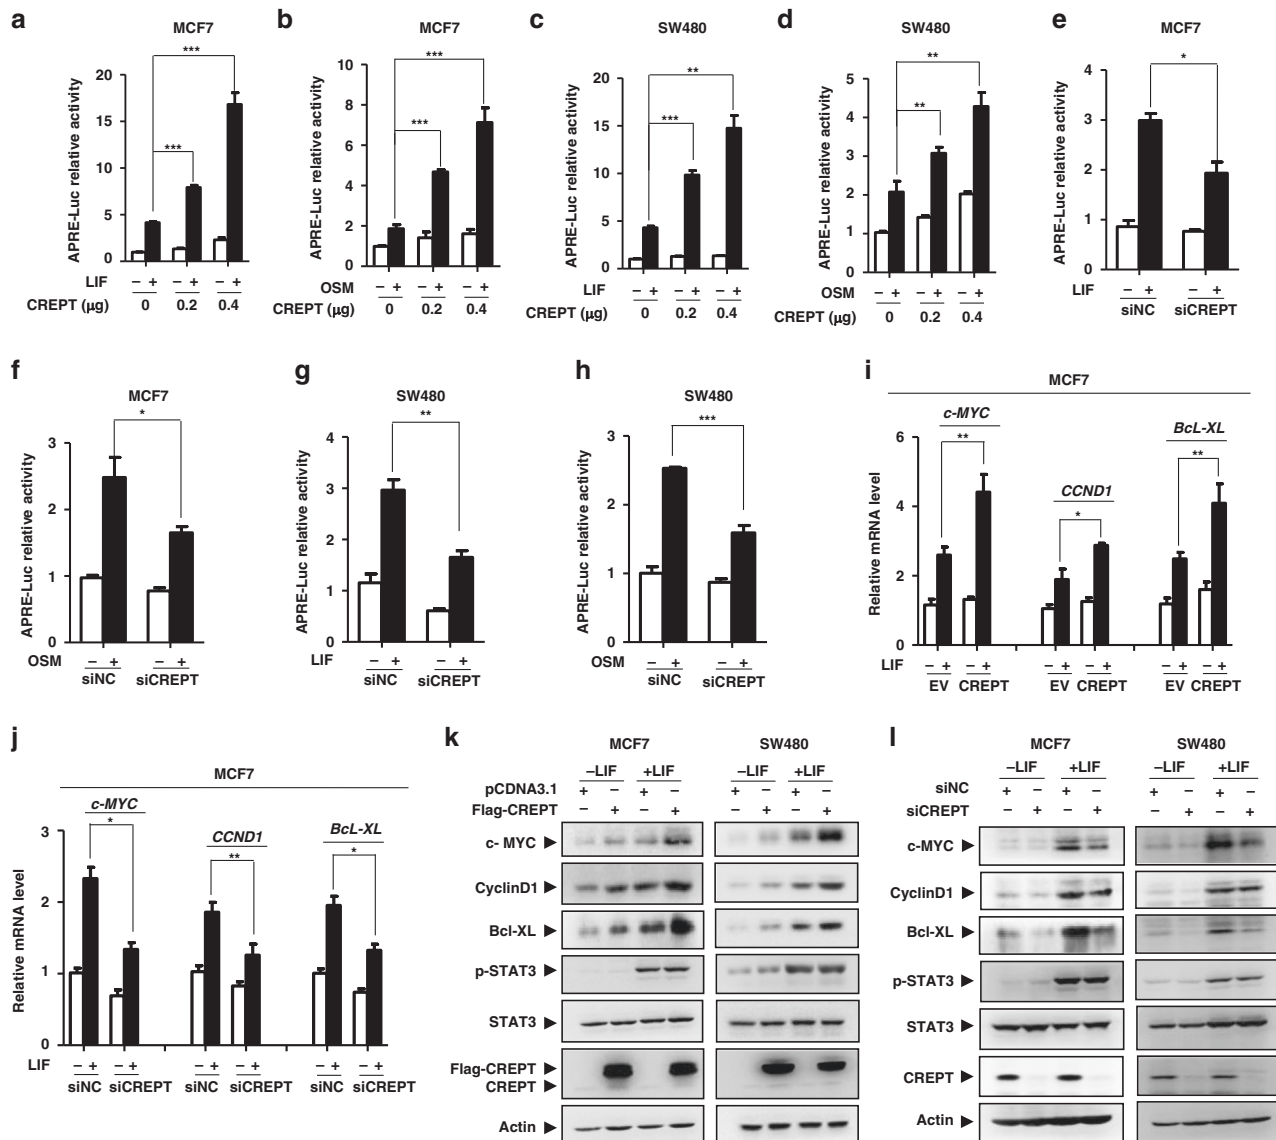 a
MCF7
***
***
APRE-Luc relative activity
20
15
10
5
0
– + – + – +
LIF
CREPT (μg) 0 0.2 0.4
b
MCF7
***
***
APRE-Luc relative activity
10
8
6
4
2
0
– + – + – +
OSM
CREPT (μg) 0 0.2 0.4
c
SW480
**
***
APRE-Luc relative activity
20
15
10
5
0
LIF – + – + – +
CREPT (μg) 0 0.2 0.4
d
SW480
**
**
APRE-Luc relative activity
5
4
3
2
1
0
– + – + – +
OSM
CREPT (μg) 0 0.2 0.4
e
MCF7
*
APRE-Luc relative activity
4
3
2
1
0
LIF – + – +
siNC siCREPT
f
MCF7
*
APRE-Luc relative activity
3
2
1
0
OSM – + – +
siNC siCREPT
g
SW480
**
APRE-Luc relative activity
4
3
2
1
0
LIF – + – +
siNC siCREPT
h
SW480
***
APRE-Luc relative activity
3
2
1
0
OSM – + – +
siNC siCREPT
i
MCF7
c-MYC
**
CCND1
*
BcL-XL
**
Relative mRNA level
6
4
2
0
LIF – + – + – + – + – + – +
EV CREPT EV CREPT EV CREPT
j
MCF7
c-MYC
*
CCND1
**
BcL-XL
*
Relative mRNA level
3
2
1
0
LIF – + – + – + – + – + – +
siNC siCREPT siNC siCREPT siNC siCREPT
k
MCF7 SW480
–LIF +LIF –LIF +LIF
pCDNA3.1 + – + – + – + –
Flag-CREPT – + – + – + – +
c- MYC
CyclinD1
Bcl-XL
p-STAT3
STAT3
Flag-CREPT
CREPT
Actin
l
MCF7 SW480
–LIF +LIF –LIF +LIF
siNC + – + – + – + –
siCREPT – + – + – + – +
c-MYC
CyclinD1
Bcl-XL
p-STAT3
STAT3
CREPT
Actin